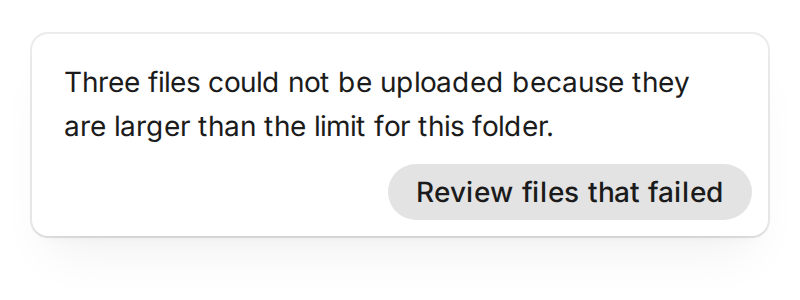 Three files could not be uploaded because they
are larger than the limit for this folder.
Review files that failed